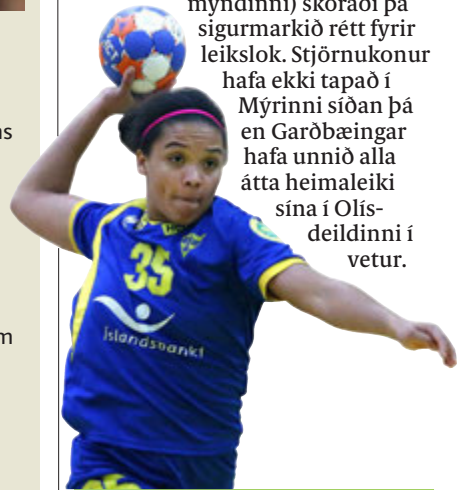 myndinni) skoraði þá
sigurmarkið rétt fyrir
leikslok. Stjörnukonur
hafa ekki tapað í
Mýrinni síðan þá
en Garðbæingar
hafa unnið alla
átta heimaleiki
sína í Olís-
deildinni í
vetur.
35
íslandsbanki